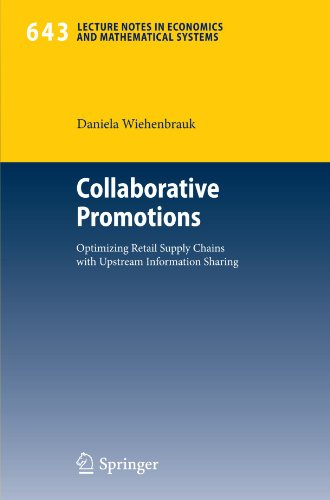 643 LECTURE NOTES IN ECONOMICS
AND MATHEMATICAL SYSTEMS
Daniela Wiehenbrauk
Collaborative
Promotions
Optimizing Retail Supply Chains
with Upstream Information Sharing
Springer